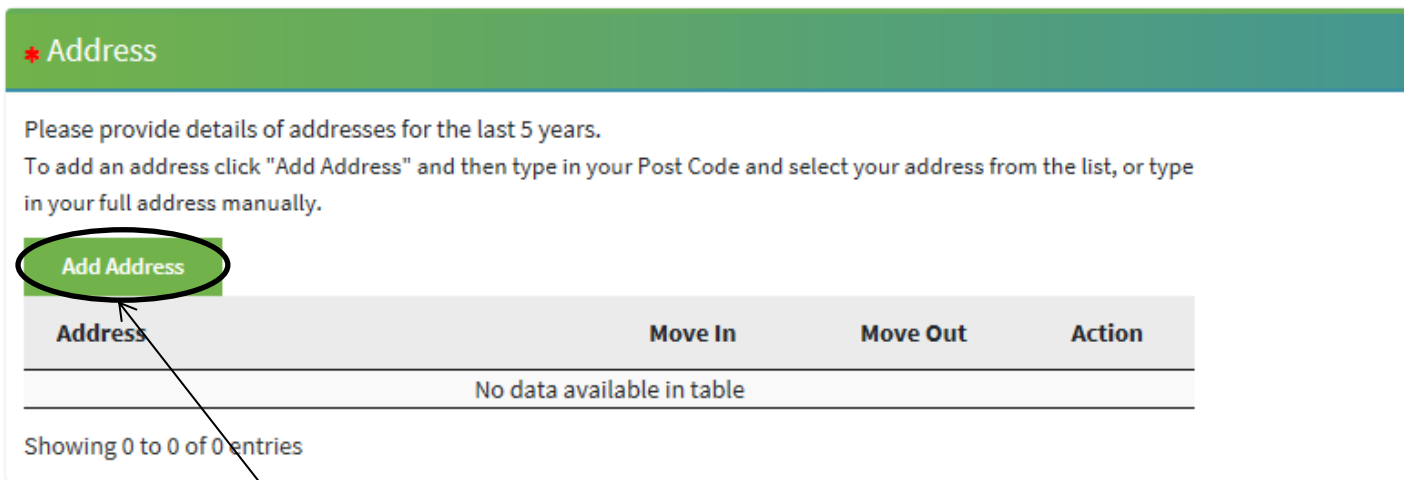 * Address
Please provide details of addresses for the last 5 years.
To add an address click "Add Address" and then type in your Post Code and select your address from the list, or type
in your full address manually.
Add Address
Address Move In Move Out Action
No data available in table
Showing 0 to 0 of 0 entries